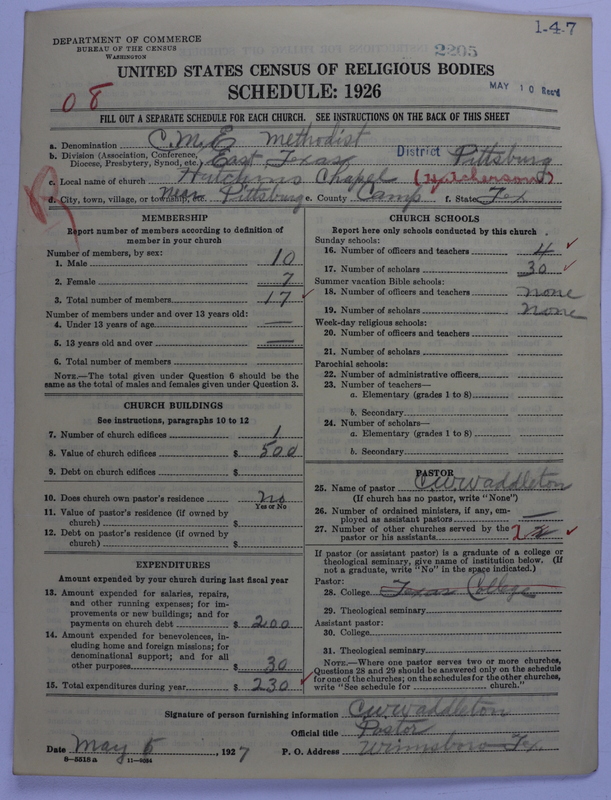 1-4-7
DEPARTMENT OF COMMERCE
BUREAU OF THE CENSUS
WASHINGTON
2205
UNITED STATES CENSUS OF RELIGIOUS BODIES
SCHEDULE: 1926
MAY 10 Rec'd
08
FILL OUT A SEPARATE SCHEDULE FOR EACH CHURCH. SEE INSTRUCTIONS ON THE BACK OF THIS SHEET
a. Denomination C.M.E Methodist
b. Division (Association, Conference, Diocese, Presbytery, Synod, etc.) East Texas District Pittsburg
c. Local name of church Hutchins Chapel (Hutcherson)
d. City, town, village, or township, etc. Near Pittsburg e. County Camp f. State Tex
MEMBERSHIP
Report number of members according to definition of
member in your church
Number of members, by sex:
1. Male 10
2. Female 7
3. Total number of members 17
Number of members under and over 13 years old:
4. Under 13 years of age —
5. 13 years old and over —
6. Total number of members
NOTE.—The total given under Question 6 should be the
same as the total of males and females given under Question 3.
CHURCH BUILDINGS
See instructions, paragraphs 10 to 12
7. Number of church edifices 1
8. Value of church edifices $ 500
9. Debt on church edifices $
10. Does church own pastor's residence No
Yes or No
11. Value of pastor's residence (if owned by
church) $
12. Debt on pastor's residence (if owned by
church) $
EXPENDITURES
Amount expended by your church during last fiscal year
13. Amount expended for salaries, repairs,
and other running expenses; for im-
provements or new buildings; and for
payments on church debt $ 200
14. Amount expended for benevolences, in-
cluding home and foreign missions; for
denominational support; and for all
other purposes $ 30
15. Total expenditures during year $ 230
CHURCH SCHOOLS
Report here only schools conducted by this church.
Sunday schools:
16. Number of officers and teachers 4
17. Number of scholars 30
Summer vacation Bible schools:
18. Number of officers and teachers none
19. Number of scholars none
Week-day religious schools:
20. Number of officers and teachers
21. Number of scholars
Parochial schools:
22. Number of administrative officers
23. Number of teachers—
a. Elementary (grades 1 to 8)
b. Secondary
24. Number of scholars—
a. Elementary (grades 1 to 8)
b. Secondary
PASTOR
25. Name of pastor C W Waddleton
(If church has no pastor, write "None")
26. Number of ordained ministers, if any, em-
ployed as assistant pastors —
27. Number of other churches served by the
pastor or his assistants 2
If pastor (or assistant pastor) is a graduate of a college or
theological seminary, give name of institution below. (If
not a graduate, write "No" in the space indicated.)
Pastor:
28. College Texas College
29. Theological seminary
Assistant pastor:
30. College
31. Theological seminary
NOTE.—Where one pastor serves two or more churches,
Questions 28 and 29 should be answered only on the schedule
for one of the churches; on the schedules for the other churches,
write "See schedule for church."
Signature of person furnishing information C W Waddleton
Official title Pastor
Date May 5, 1927 P. O. Address Winnsboro Tex
8-5518 a 11-8034